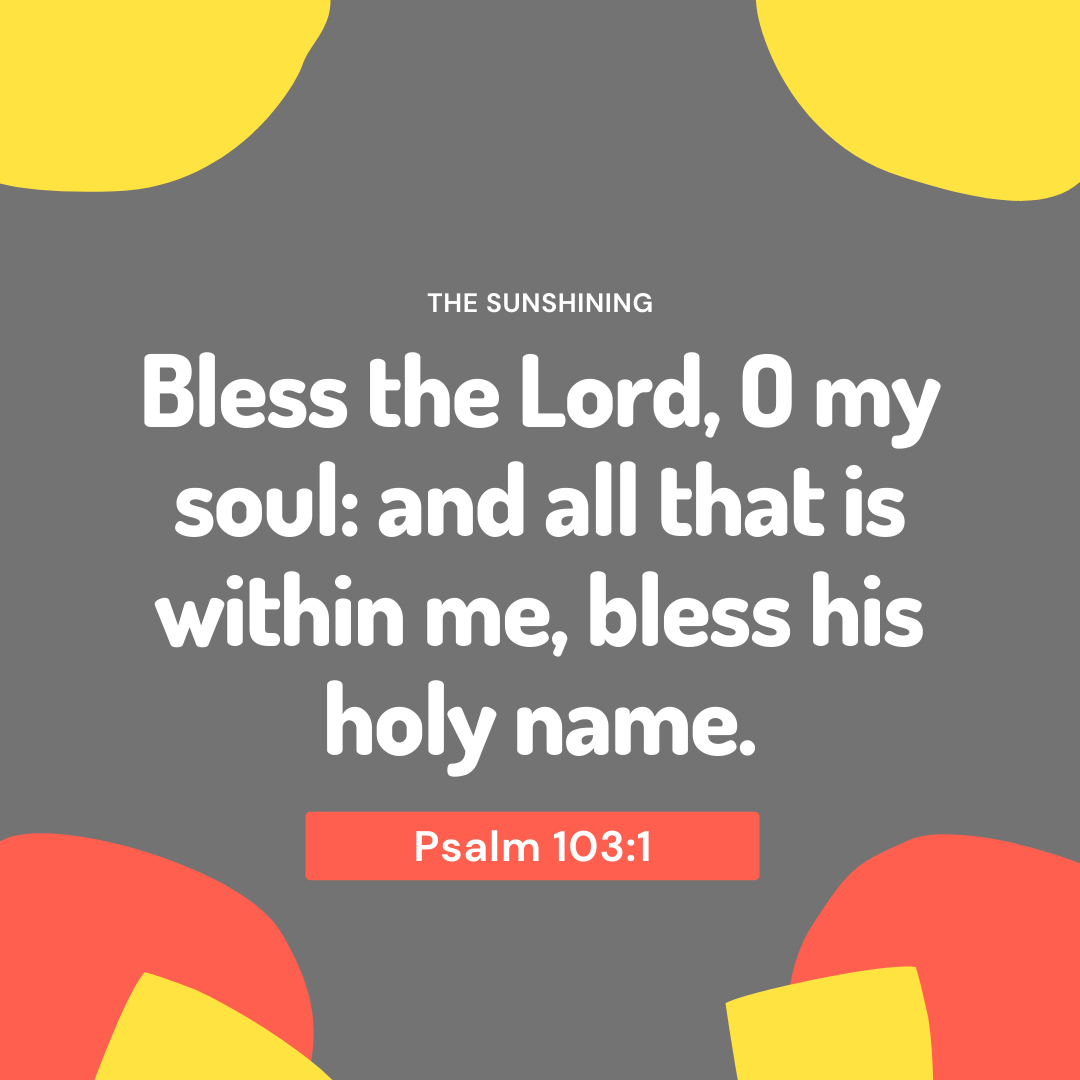 THE SUNSHINING
Bless the Lord, O my
soul: and all that is
within me, bless his
holy name.
Psalm 103:1